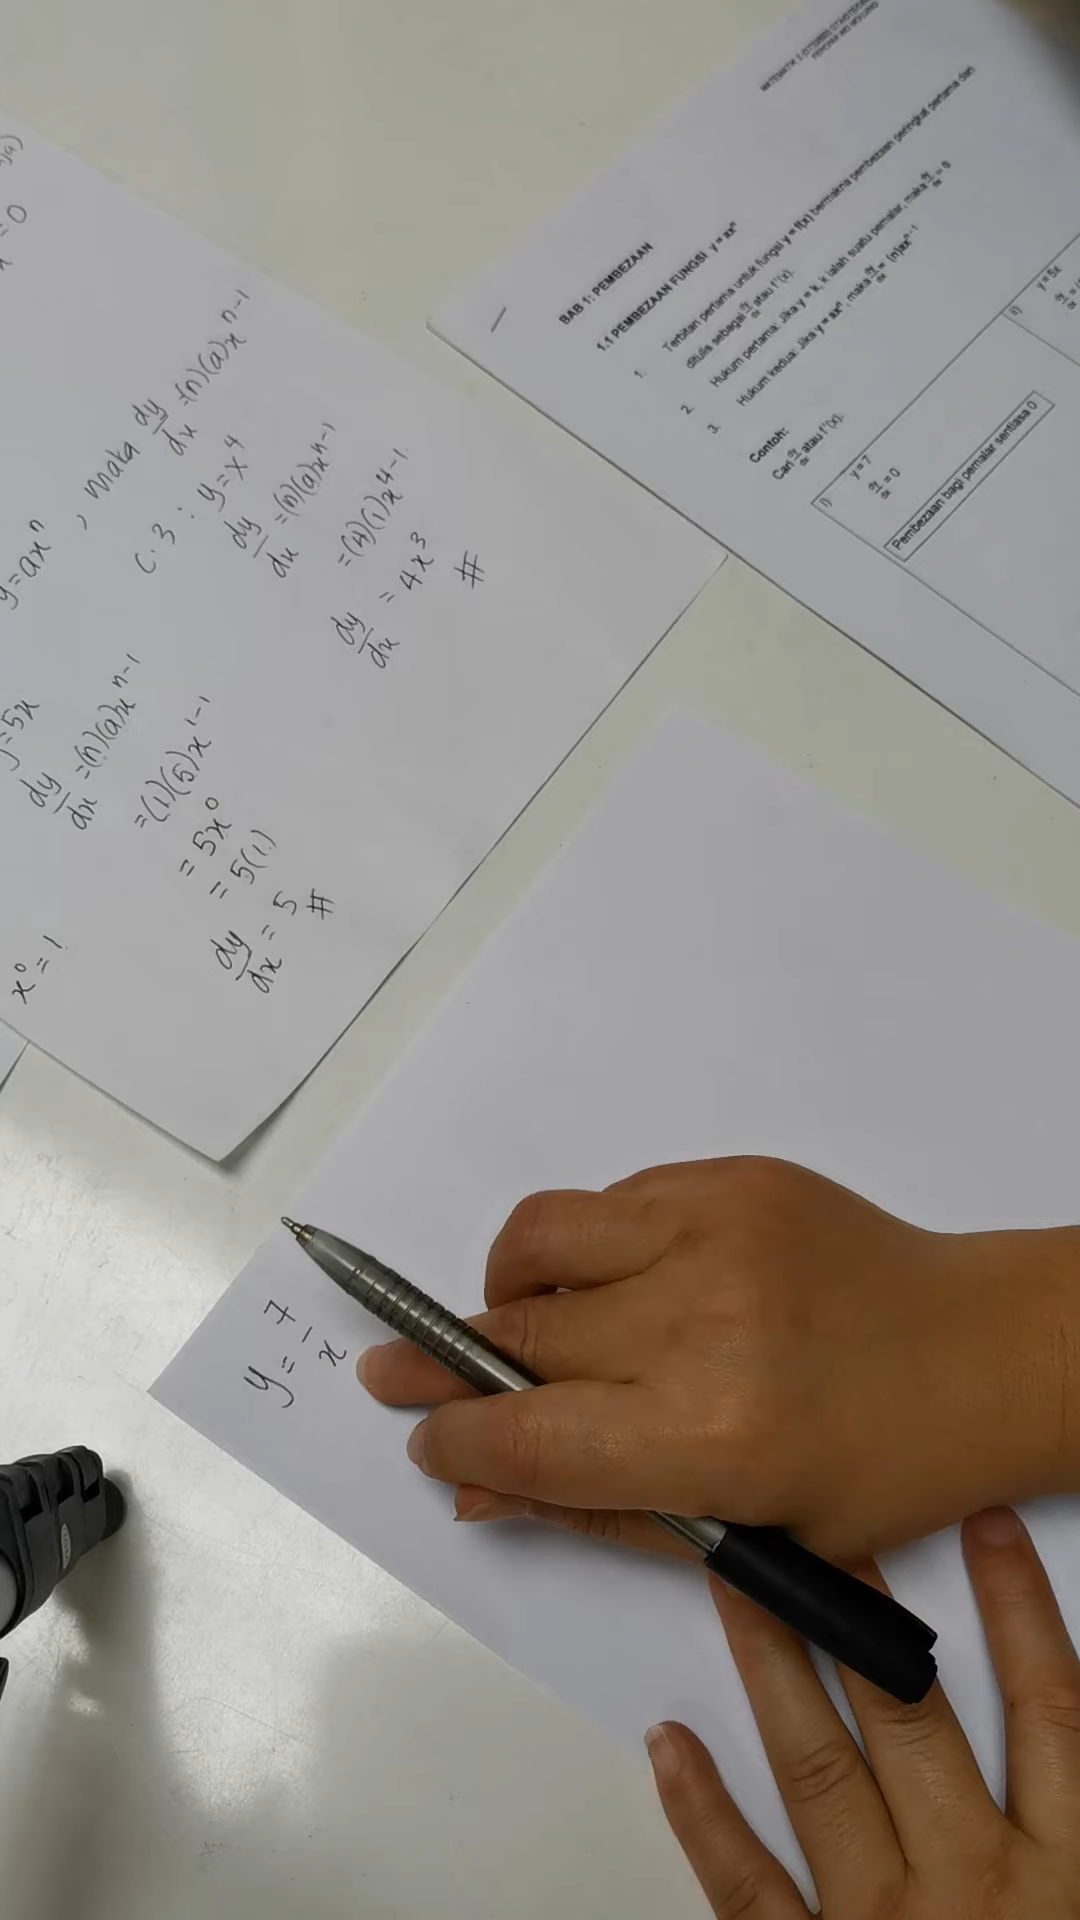 x = 0
y = ax^n , maka dy/dx = (n)(a)x^{n-1}
y = 5x
dy/dx = (n)(a)x^{n-1}
= (1)(5)x^{1-1}
= 5x^0
= 5(1)
dy/dx = 5
#
x^0 = 1
C.3 : y = x^4
dy/dx = (n)(a)x^{n-1}
= (4)(1)x^{4-1}
dy/dx = 4x^3
#
BAB 1: PEMBEZAAN
1.1 PEMBEZAAN FUNGSI y = ax^n
1. Terbitan pertama untuk fungsi y = f(x) bermakna pembezaan peringkat pertama dan
ditulis sebagai dy/dx atau f'(x).
2. Hukum pertama: Jika y = k, k ialah suatu pemalar, maka dy/dx = 0
3. Hukum kedua: Jika y = ax^n, maka dy/dx = (n)ax^{n-1}
Contoh:
Cari dy/dx atau f'(x).
i) y = 7
dy/dx = 0
Pembezaan bagi pemalar sentiasa 0
ii) y = 5x
y = 7/x